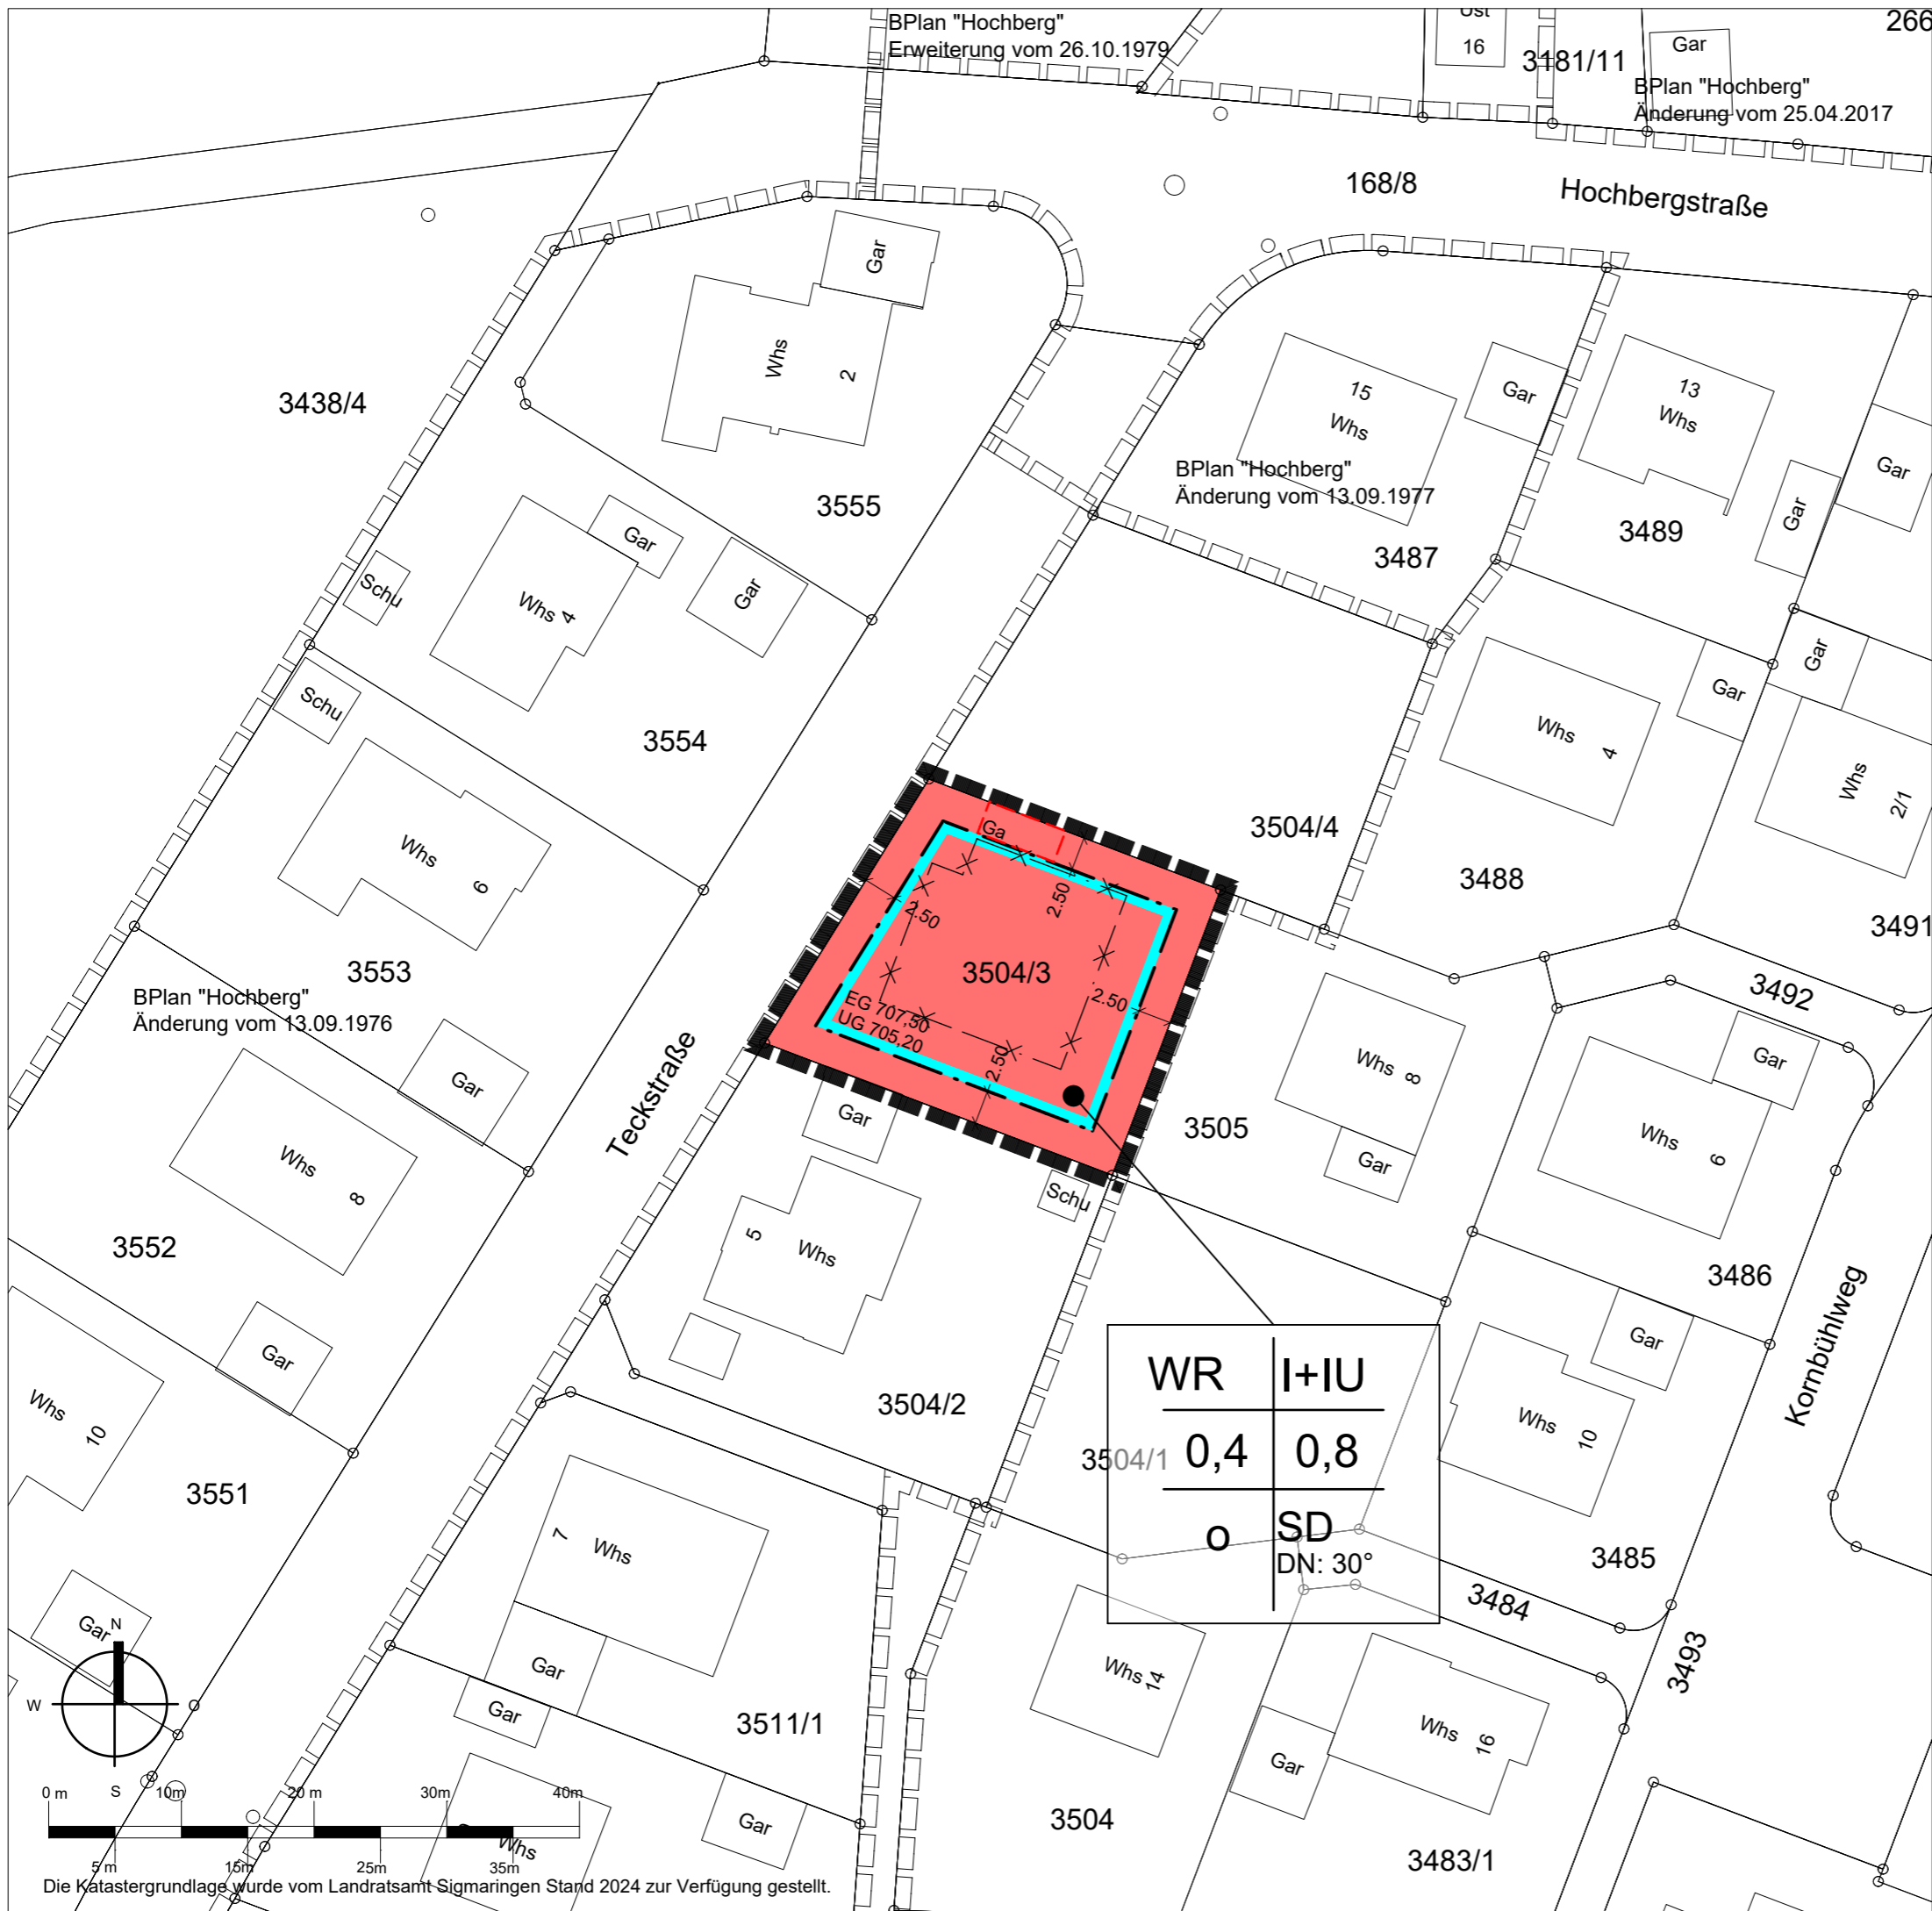 BPlan "Hochberg"
Erweiterung vom 26.10.1979
16
3181/11
Gar
266
BPlan "Hochberg"
Änderung vom 25.04.2017
168/8
Hochbergstraße
Gar
Whs
2
3438/4
3555
15
Whs
Gar
13
Whs
Gar
Gar
BPlan "Hochberg"
Änderung vom 13.09.1977
3487
3489
Schu
Whs
4
Gar
Gar
Schu
3554
Whs
4
Gar
Gar
Whs
2/1
Whs
6
3553
BPlan "Hochberg"
Änderung vom 13.09.1976
Ga
2.50
2.50
3504/3
2.50
EG 707,50
UG 705,20
2.50
3504/4
3488
3491
3492
Teckstraße
Gar
Whs
8
3552
Gar
Schu
5
Whs
3505
Whs
8
Gar
Gar
Whs
6
3486
Kornbühlweg
Gar
Whs
10
3551
Gar
3504/2
3504/1
WR
I+IU
0,4
0,8
o
SD
DN: 30°
Gar
Whs
10
3485
3484
3493
7
Whs
Gar
Gar
3511/1
Whs
14
Whs
16
Gar
3504
3483/1
Gar
Whs
Gar
N
W
O
S
0 m
10m
20 m
30m
40m
5 m
15m
25m
35m
Die Katastergrundlage wurde vom Landratsamt Sigmaringen Stand 2024 zur Verfügung gestellt.